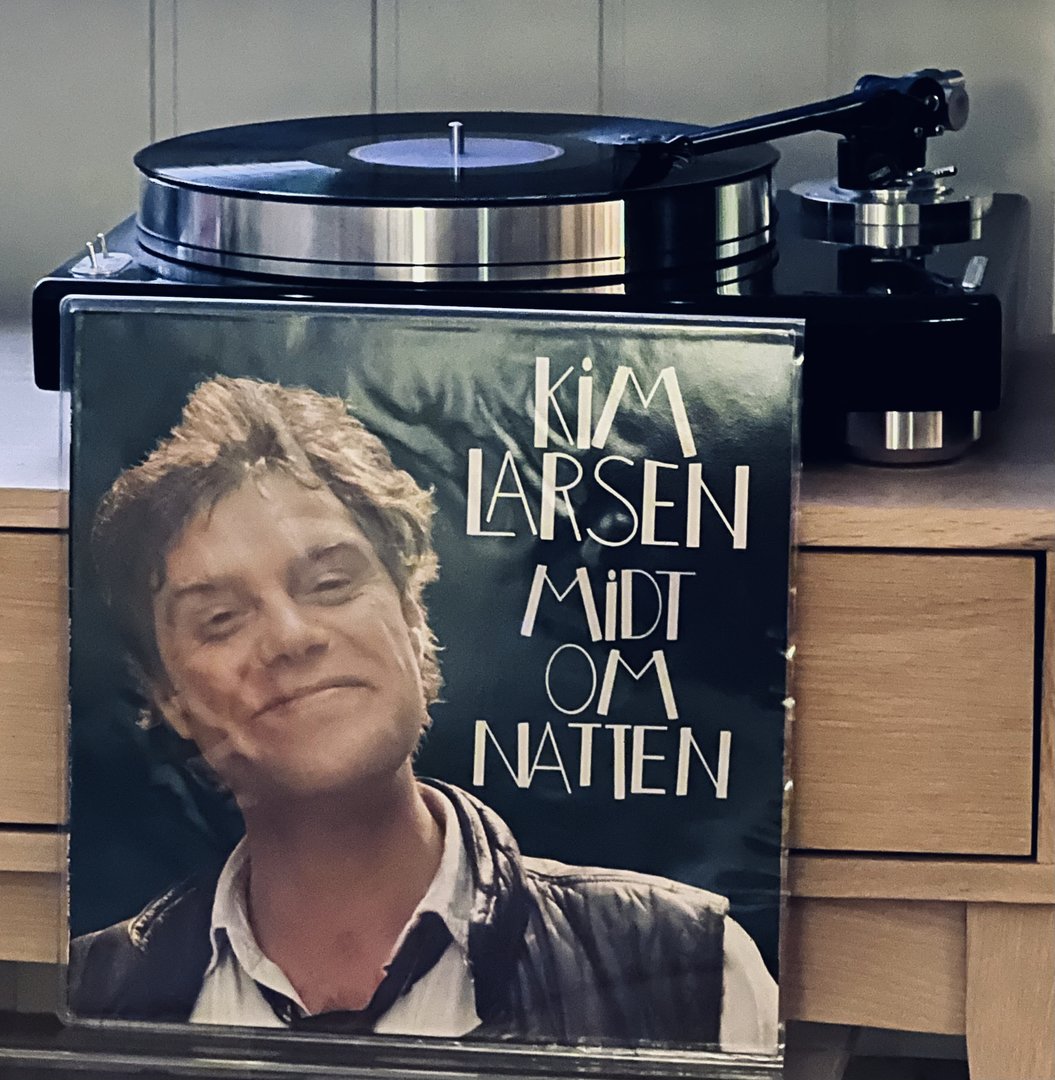 KiM
LARSEN
MiDT
OM
NATTEN